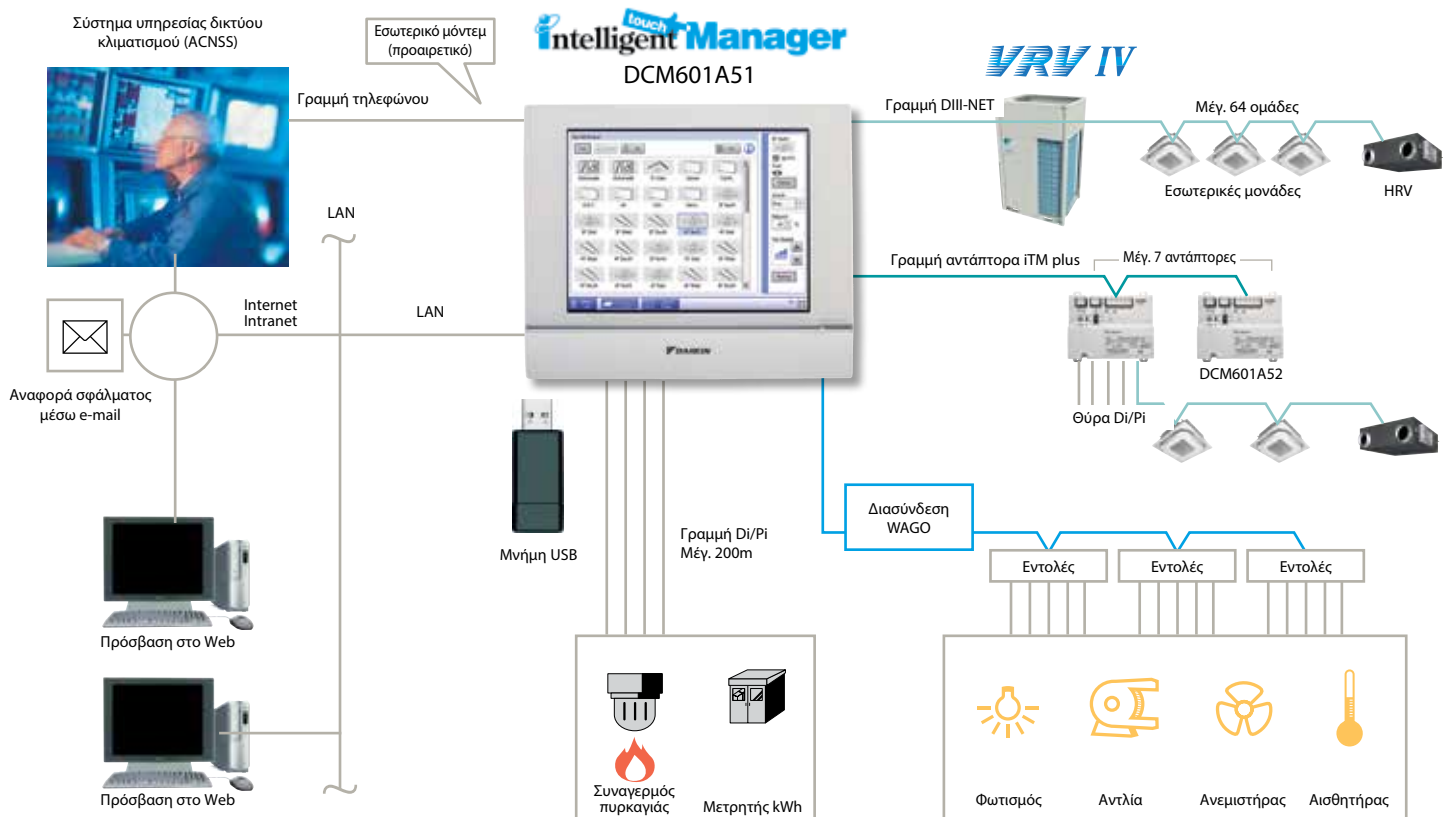 Σύστημα υπηρεσίας δικτύου
κλιματισμού (ACNSS)
Εσωτερικό μόντεμ
(προαιρετικό)
touch
intelligent Manager
DCM601A51
VRV IV
Γραμμή τηλεφώνου
Γραμμή DIII-NET
Μέγ. 64 ομάδες
Εσωτερικές μονάδες
HRV
LAN
Internet
Intranet
LAN
Γραμμή αντάπτορα iTM plus
Μέγ. 7 αντάπτορες
DAIKIN
DCM601A52
Θύρα Di/Pi
Αναφορά σφάλματος
μέσω e-mail
Μνήμη USB
Γραμμή Di/Pi
Μέγ. 200m
Διασύνδεση
WAGO
Εντολές
Εντολές
Εντολές
Πρόσβαση στο Web
Πρόσβαση στο Web
Συναγερμός
πυρκαγιάς
Μετρητής kWh
Φωτισμός
Αντλία
Ανεμιστήρας
Αισθητήρας